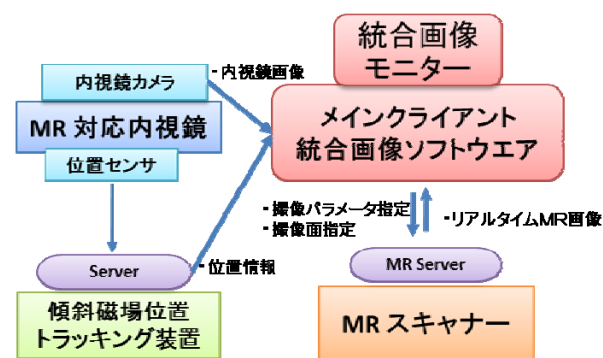 統合画像
モニター
内視鏡カメラ
・内視鏡画像
MR 対応内視鏡
メインクライアント
統合画像ソフトウエア
位置センサ
・撮像パラメータ指定
・撮像面指定
・リアルタイムMR画像
Server
・位置情報
MR Server
傾斜磁場位置
トラッキング装置
MR スキャナー